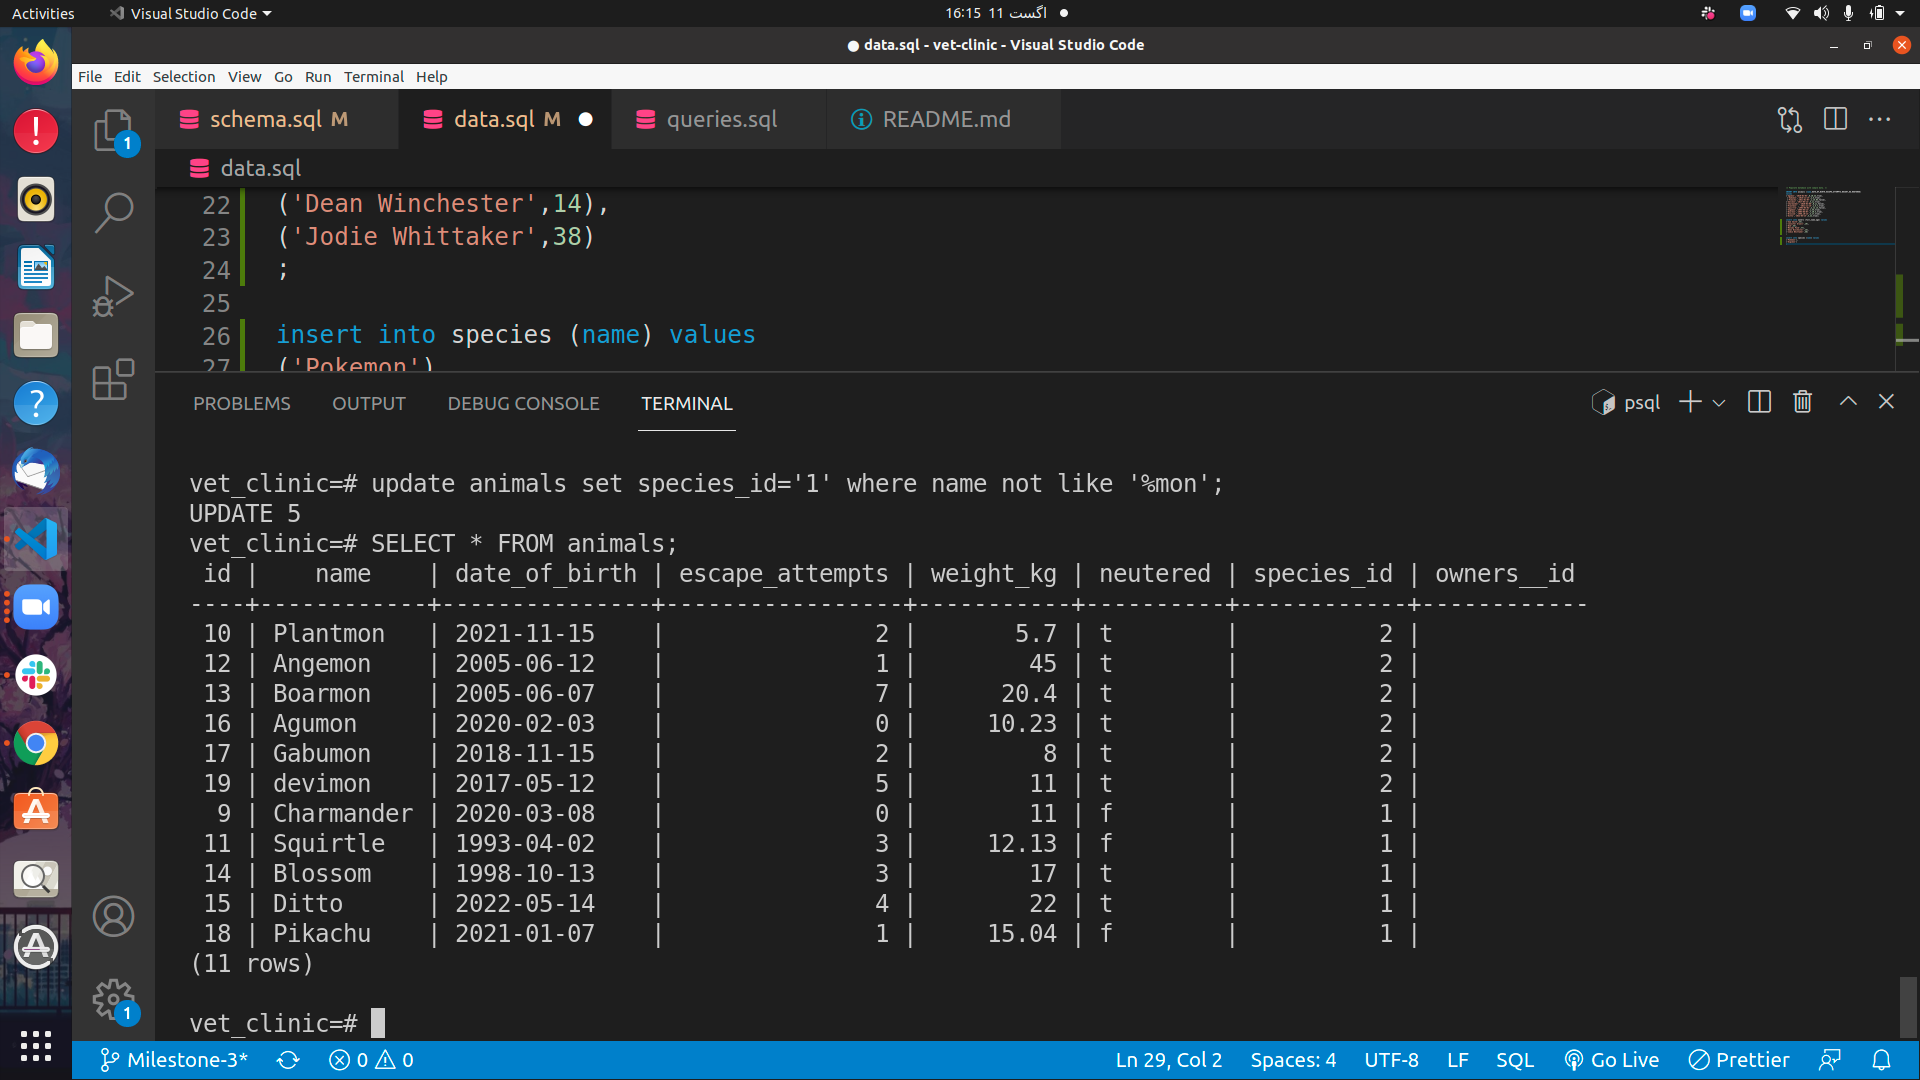 Activities Visual Studio Code 16:15 11 اگست
data.sql - vet-clinic - Visual Studio Code
File Edit Selection View Go Run Terminal Help
schema.sql M data.sql M queries.sql README.md
1
data.sql
22 ('Dean Winchester',14),
23 ('Jodie Whittaker',38)
24 ;
25
26 insert into species (name) values
27 ('Pokemon')
PROBLEMS OUTPUT DEBUG CONSOLE TERMINAL psql
vet_clinic=# update animals set species_id='1' where name not like '%mon';
UPDATE 5
vet_clinic=# SELECT * FROM animals;
 id |    name    | date_of_birth | escape_attempts | weight_kg | neutered | species_id | owners__id
----+------------+---------------+-----------------+-----------+----------+------------+------------
 10 | Plantmon   | 2021-11-15    |               2 |       5.7 | t        |          2 |
 12 | Angemon    | 2005-06-12    |               1 |        45 | t        |          2 |
 13 | Boarmon    | 2005-06-07    |               7 |      20.4 | t        |          2 |
 16 | Agumon     | 2020-02-03    |               0 |     10.23 | t        |          2 |
 17 | Gabumon    | 2018-11-15    |               2 |         8 | t        |          2 |
 19 | devimon    | 2017-05-12    |               5 |        11 | t        |          2 |
  9 | Charmander | 2020-03-08    |               0 |        11 | f        |          1 |
 11 | Squirtle   | 1993-04-02    |               3 |     12.13 | f        |          1 |
 14 | Blossom    | 1998-10-13    |               3 |        17 | t        |          1 |
 15 | Ditto      | 2022-05-14    |               4 |        22 | t        |          1 |
 18 | Pikachu    | 2021-01-07    |               1 |     15.04 | f        |          1 |
(11 rows)
1
vet_clinic=#
Milestone-3* 0 0 Ln 29, Col 2 Spaces: 4 UTF-8 LF SQL Go Live Prettier